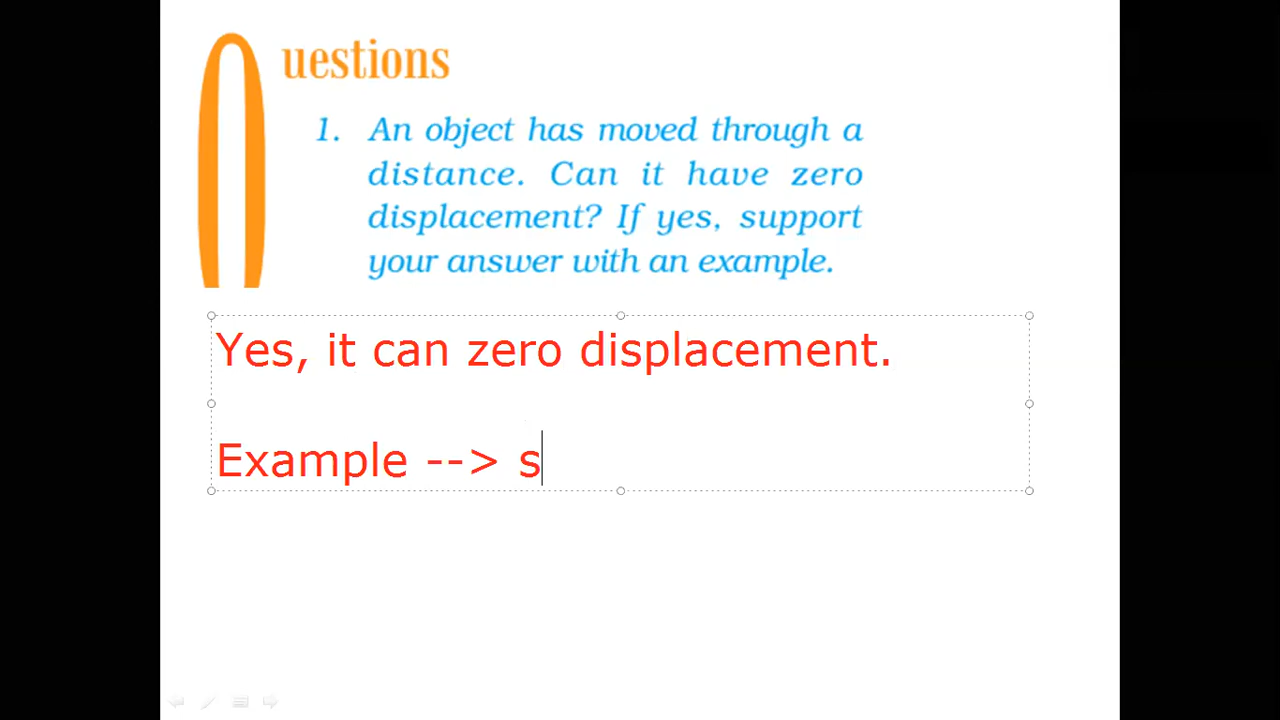 Questions
1. An object has moved through a
distance. Can it have zero
displacement? If yes, support
your answer with an example.
Yes, it can zero displacement.
Example --> s